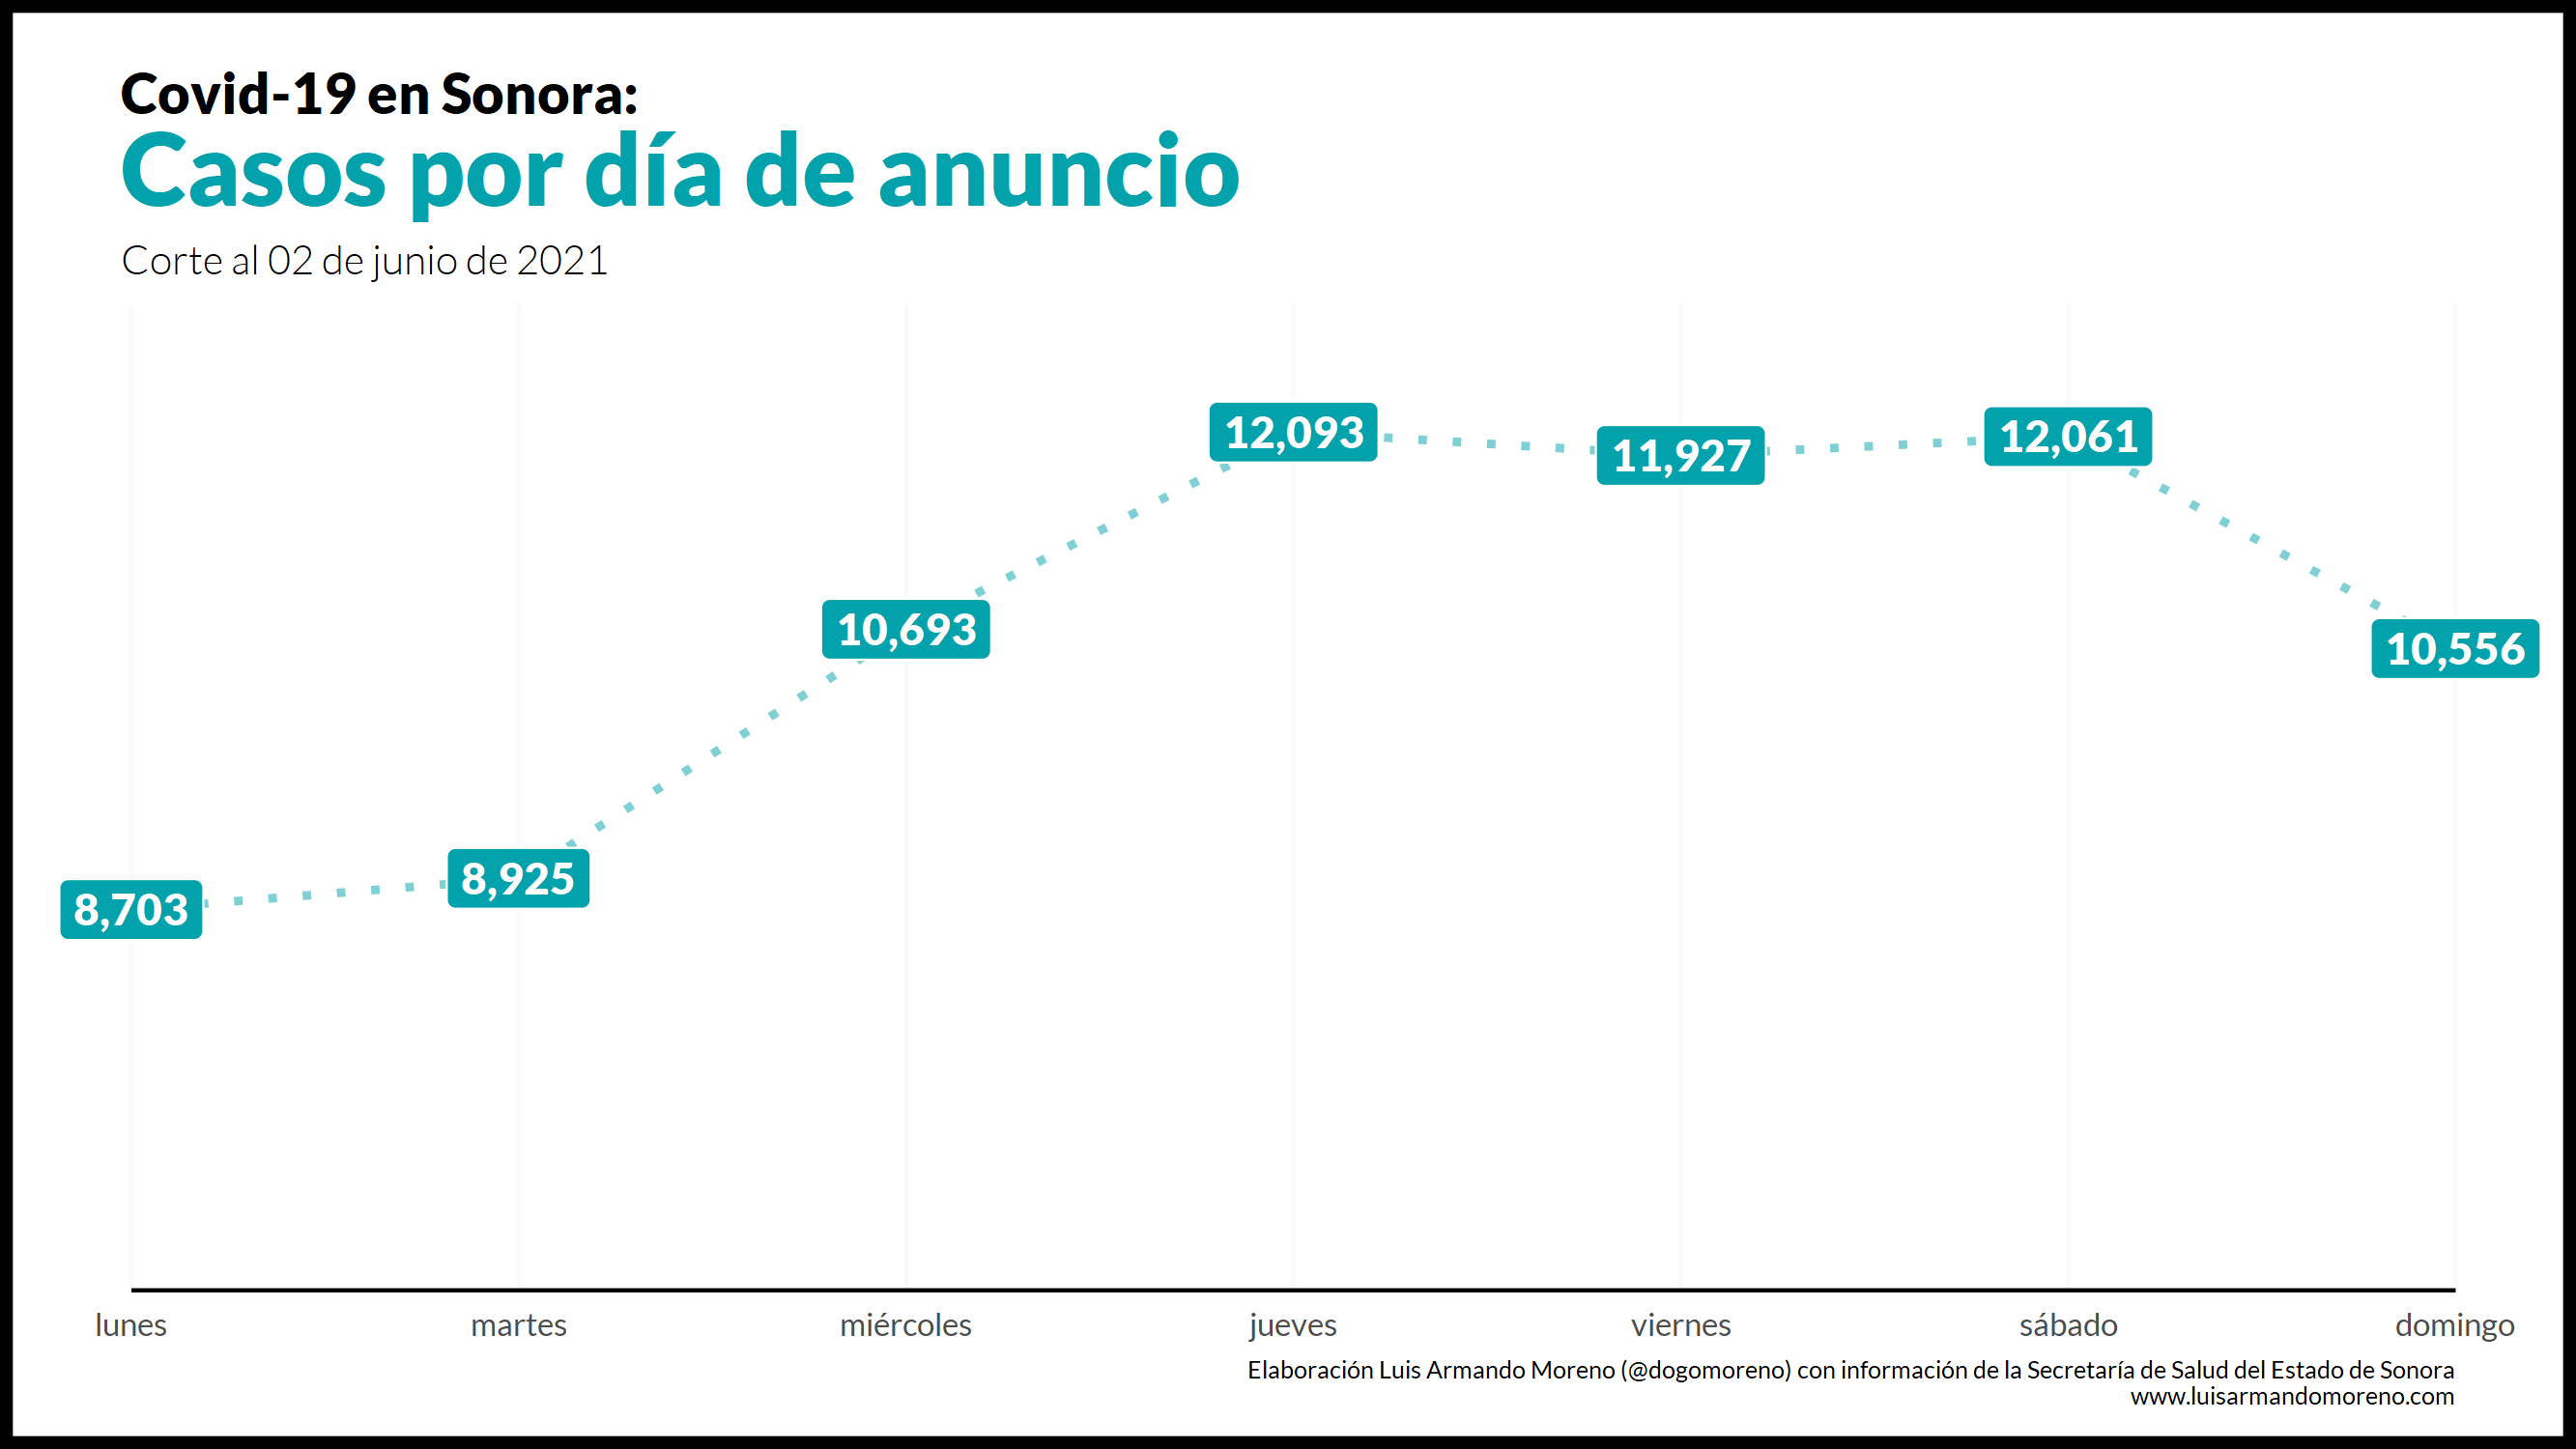 Covid-19 en Sonora:
Casos por día de anuncio
Corte al 02 de junio de 2021
12,093
11,927
12,061
10,693
10,556
8,925
8,703
lunes martes miércoles jueves viernes sábado domingo
Elaboración Luis Armando Moreno (@dogomoreno) con información de la Secretaría de Salud del Estado de Sonora
www.luisarmandomoreno.com